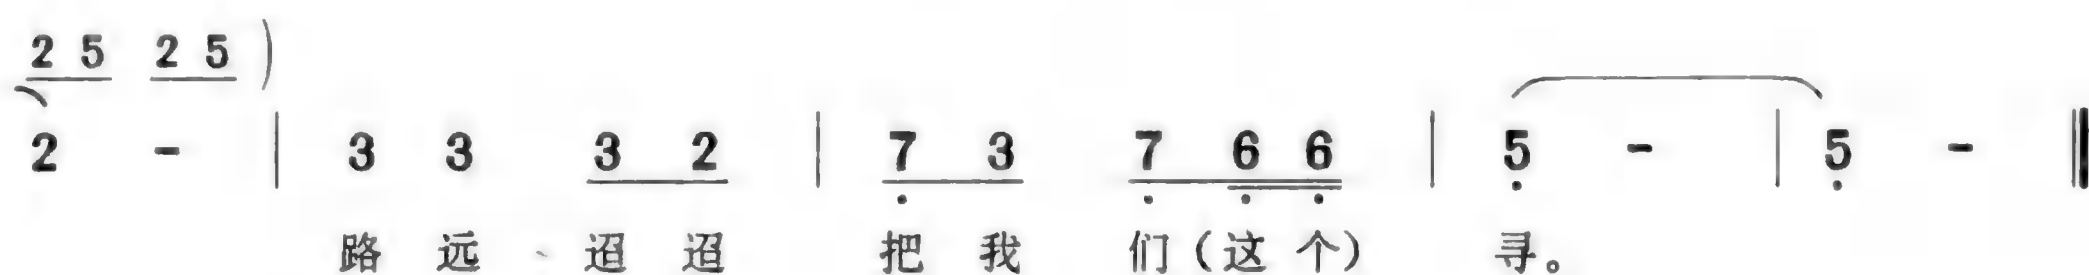 2 5 2 5 )
2 - | 3 3 3 2 | 7 3 7 6 6 | 5 - | 5 - ‖
路远、迢迢 把我们(这个) 寻。